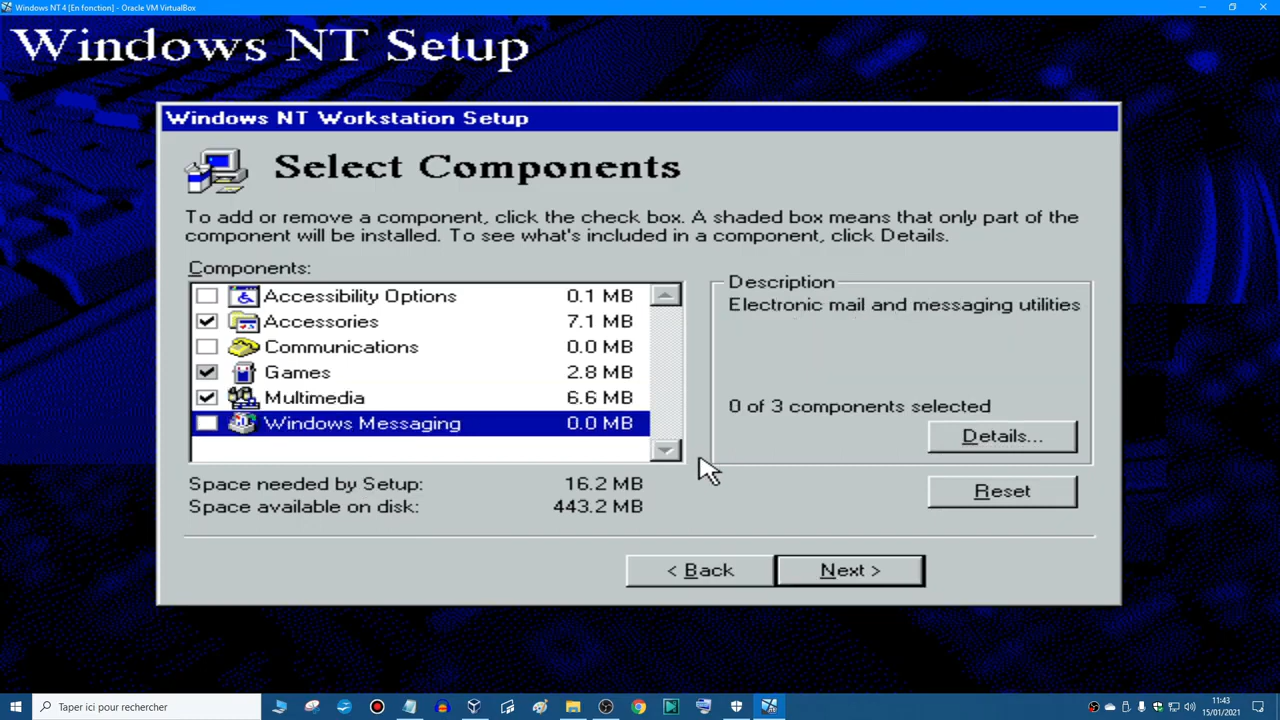 Windows NT 4 [En fonction] - Oracle VM VirtualBox
Windows NT Setup
Windows NT Workstation Setup
Select Components
To add or remove a component, click the check box. A shaded box means that only part of the
component will be installed. To see what's included in a component, click Details.
Components:
Accessibility Options 0.1 MB
Accessories 7.1 MB
Communications 0.0 MB
Games 2.8 MB
Multimedia 6.6 MB
Windows Messaging 0.0 MB
Description
Electronic mail and messaging utilities
0 of 3 components selected
Details...
Space needed by Setup: 16.2 MB
Space available on disk: 443.2 MB
Reset
< Back
Next >
Taper ici pour rechercher
11:43
15/01/2021